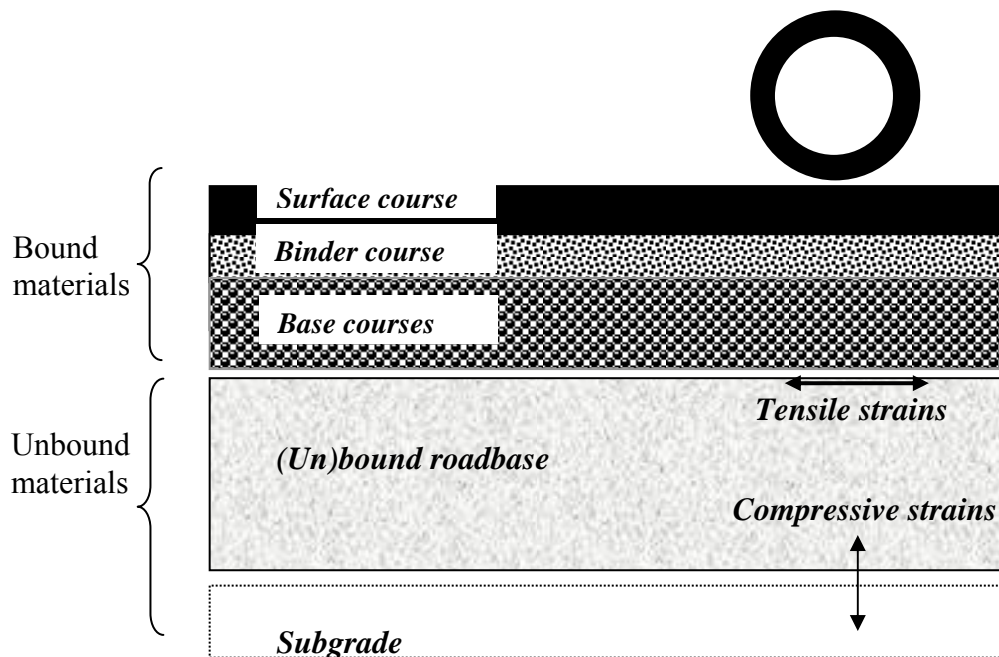 Surface course
Binder course
Bound
materials
Base courses
Tensile strains
Unbound
materials
(Un)bound roadbase
Compressive strains
Subgrade